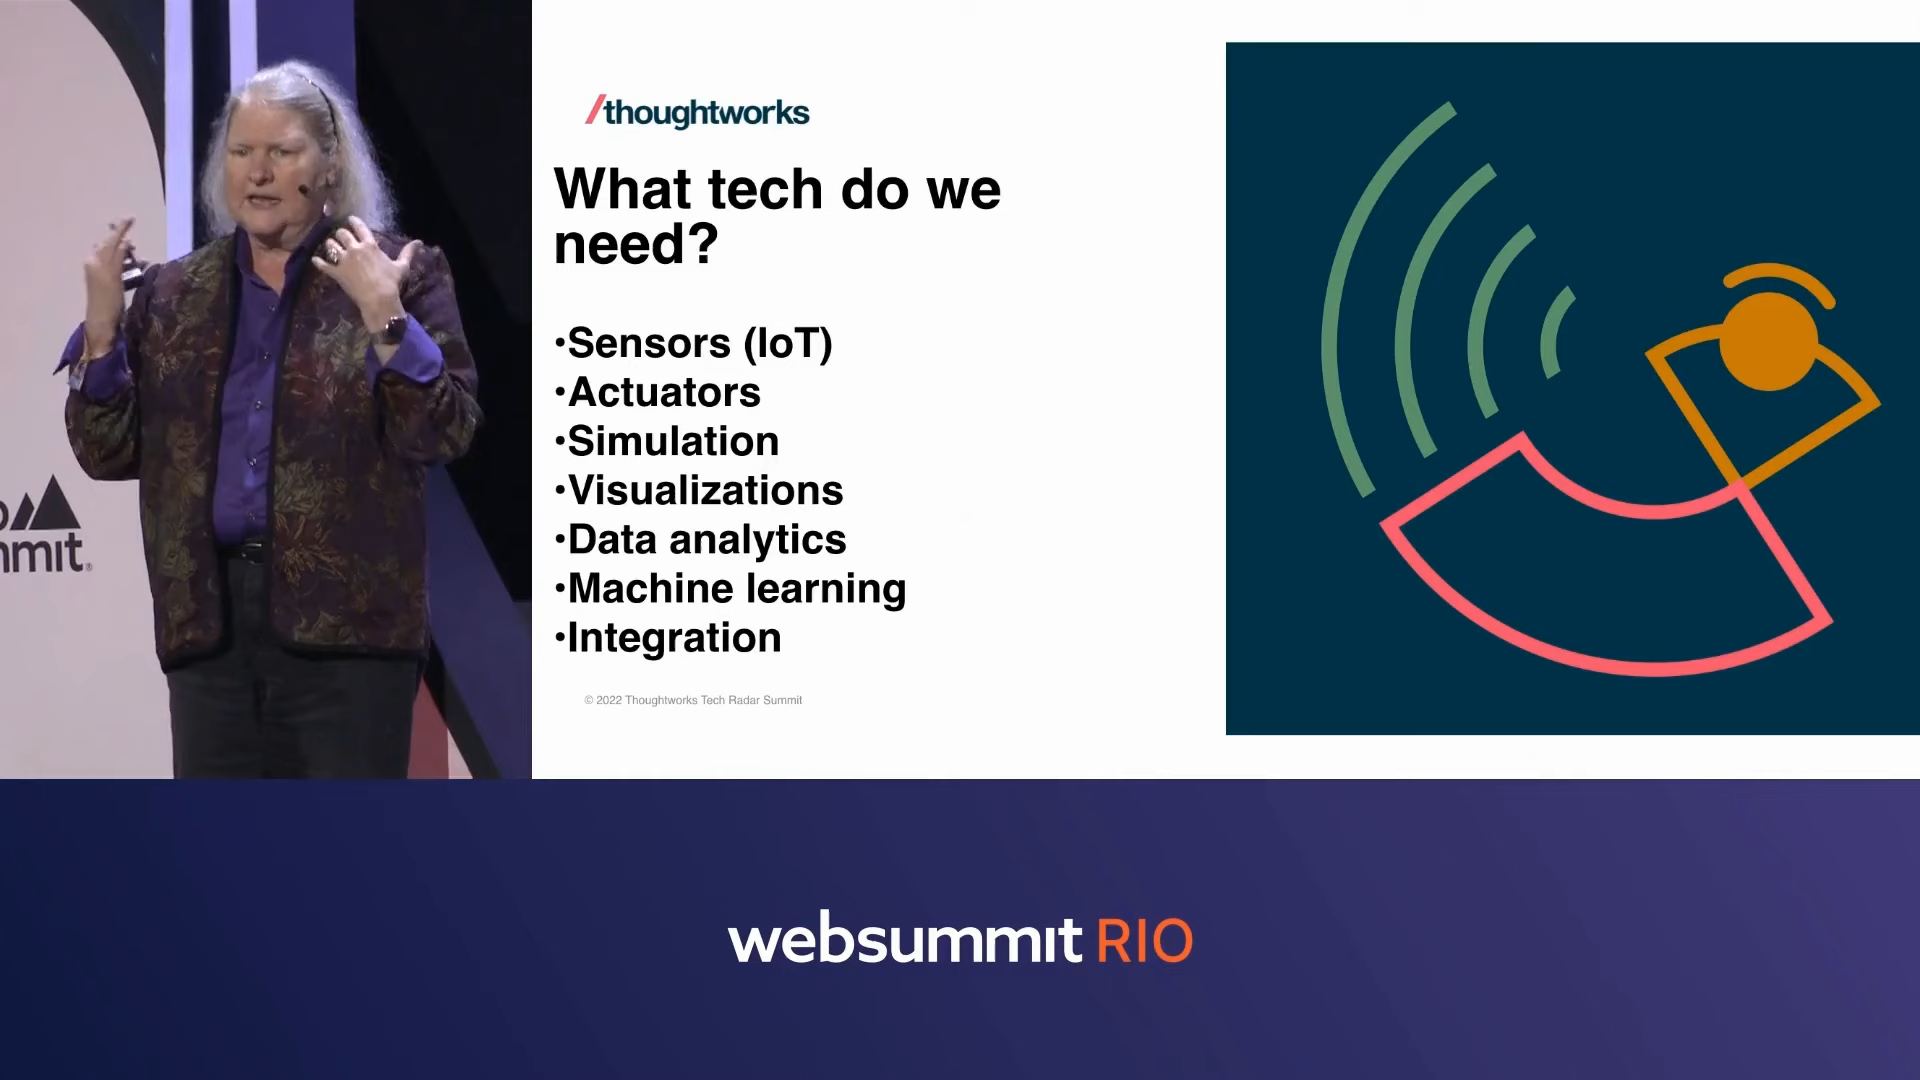 /thoughtworks
What tech do we
need?
•Sensors (IoT)
•Actuators
•Simulation
•Visualizations
•Data analytics
•Machine learning
•Integration
© 2022 Thoughtworks Tech Radar Summit
websummit RIO